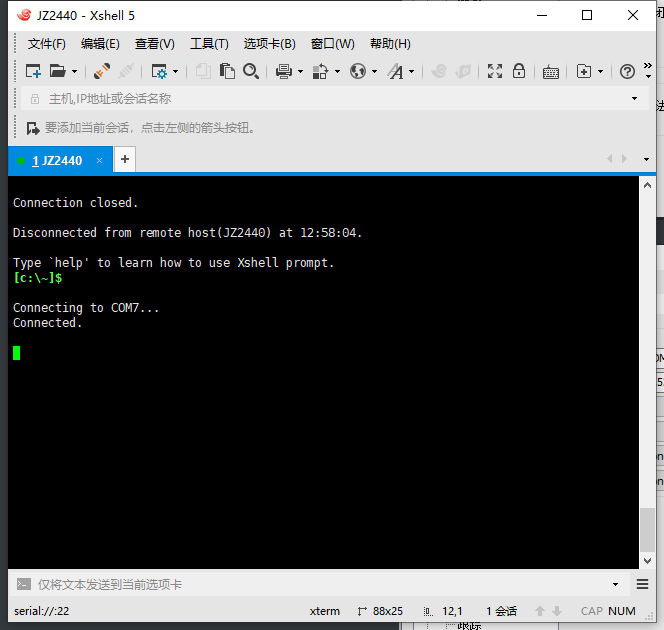 JZ2440 - Xshell 5
文件(F) 编辑(E) 查看(V) 工具(T) 选项卡(B) 窗口(W) 帮助(H)
主机,IP地址或会话名称
要添加当前会话，点击左侧的箭头按钮。
1 JZ2440 × +
Connection closed.
Disconnected from remote host(JZ2440) at 12:58:04.
Type `help' to learn how to use Xshell prompt.
[c:\~]$
Connecting to COM7...
Connected.
仅将文本发送到当前选项卡
serial://:22 xterm 88x25 12,1 1 会话 CAP NUM